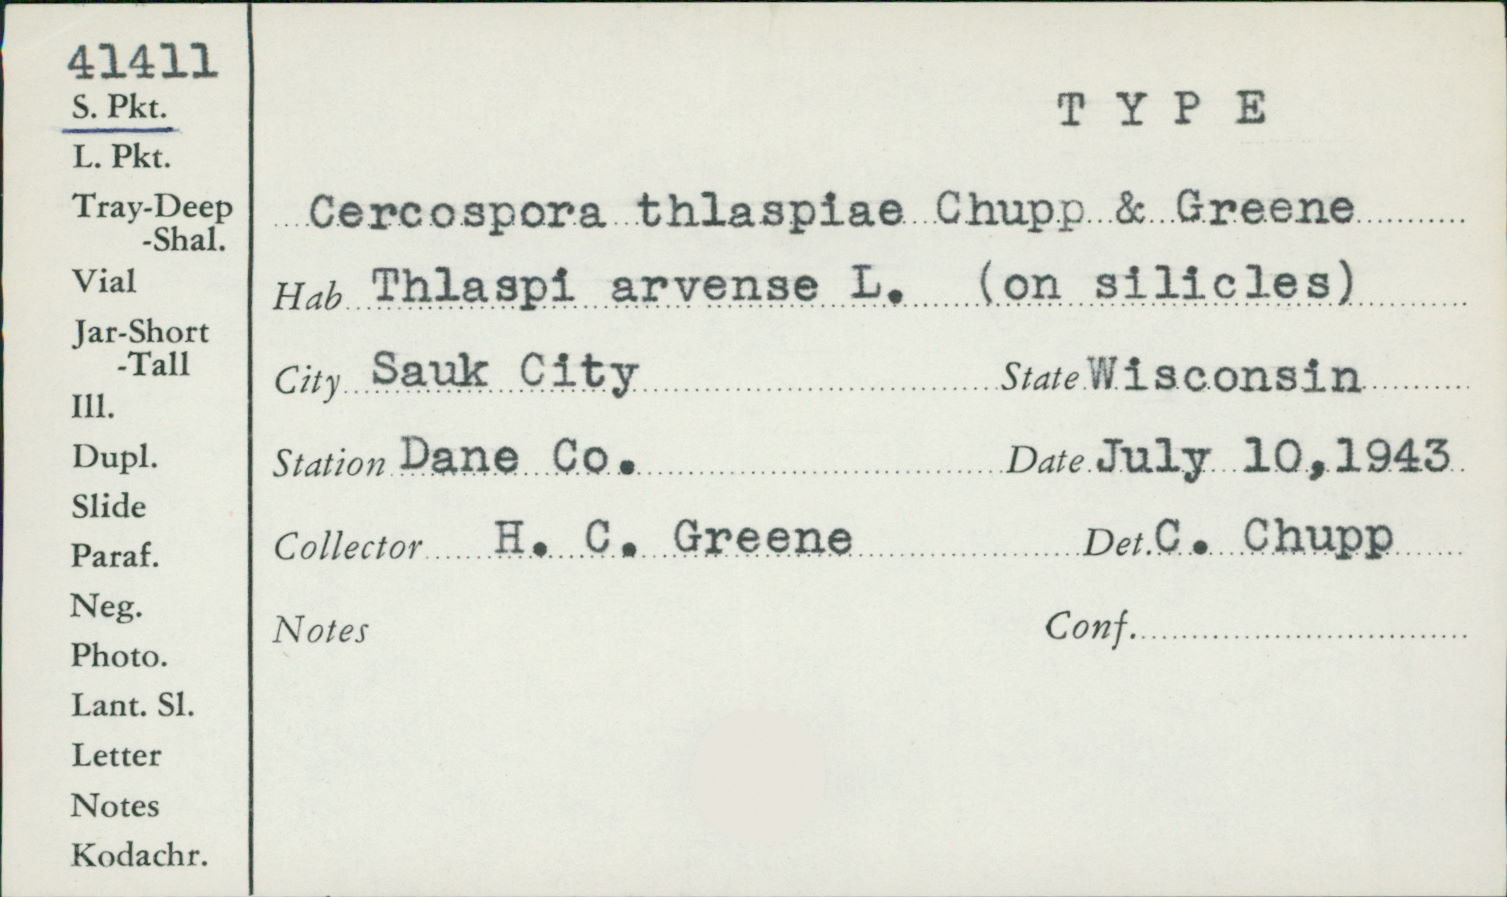 41411
S. Pkt.
L. Pkt.
Tray-Deep
-Shal.
Vial
Jar-Short
-Tall
Ill.
Dupl.
Slide
Paraf.
Neg.
Photo.
Lant. Sl.
Letter
Notes
Kodachr.
T Y P E
Cercospora thlaspiae Chupp & Greene
Hab Thlaspi arvense L. (on silicles)
City Sauk City State Wisconsin
Station Dane Co. Date July 10,1943
Collector H. C. Greene Det. C. Chupp
Notes Conf.